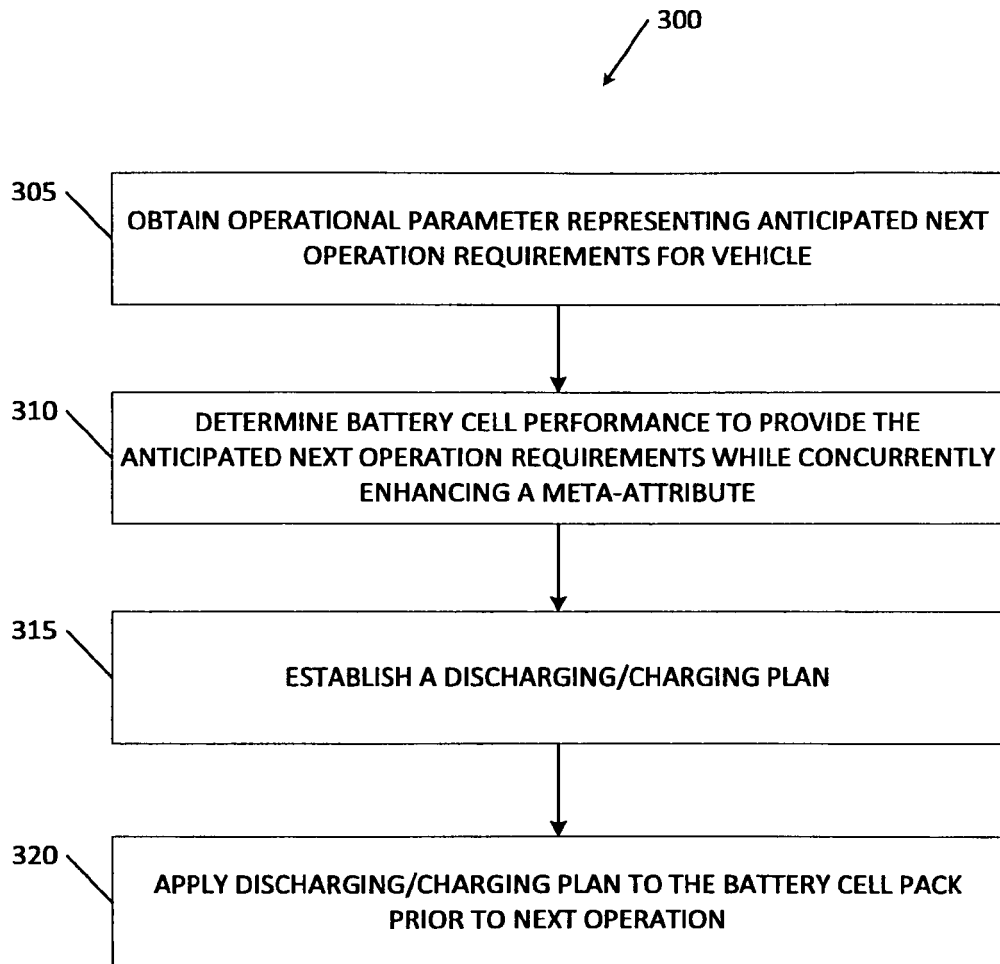 300
305
OBTAIN OPERATIONAL PARAMETER REPRESENTING ANTICIPATED NEXT
OPERATION REQUIREMENTS FOR VEHICLE
310
DETERMINE BATTERY CELL PERFORMANCE TO PROVIDE THE
ANTICIPATED NEXT OPERATION REQUIREMENTS WHILE CONCURRENTLY
ENHANCING A META-ATTRIBUTE
315
ESTABLISH A DISCHARGING/CHARGING PLAN
320
APPLY DISCHARGING/CHARGING PLAN TO THE BATTERY CELL PACK
PRIOR TO NEXT OPERATION